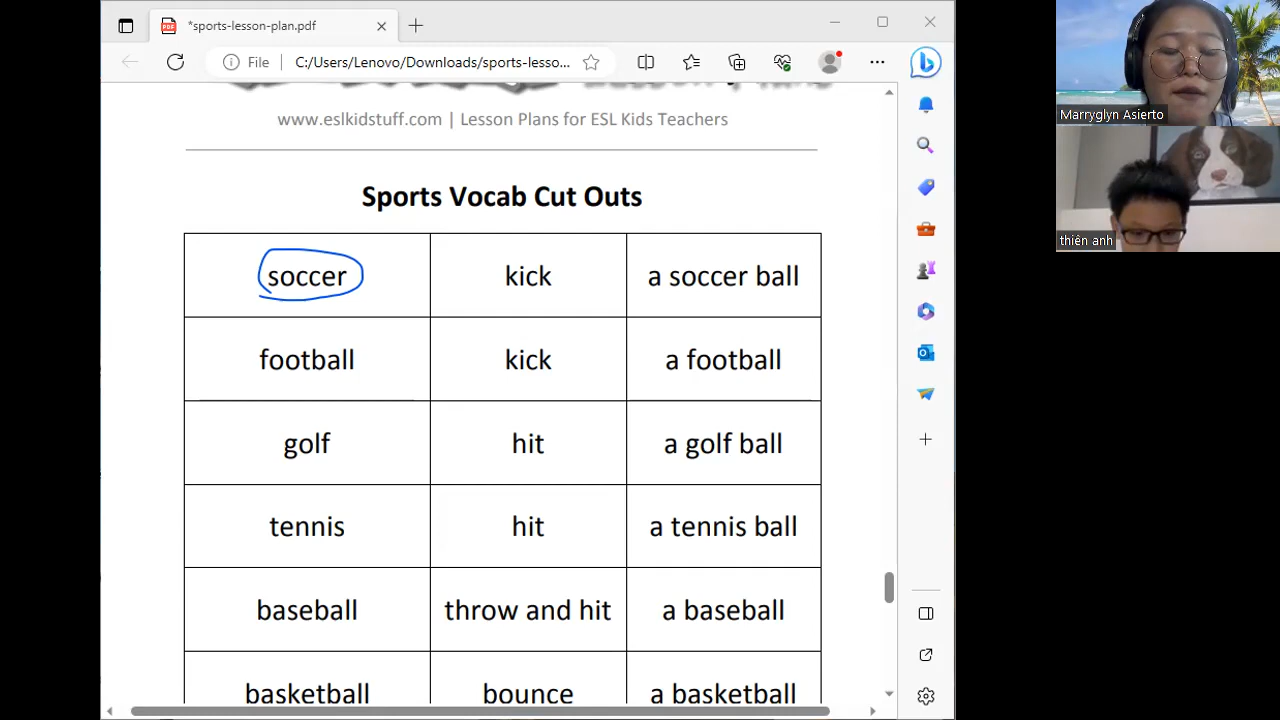 *sports-lesson-plan.pdf
File
C:/Users/Lenovo/Downloads/sports-lesso...
www.eslkidstuff.com | Lesson Plans for ESL Kids Teachers
Sports Vocab Cut Outs
soccer kick a soccer ball
football kick a football
golf hit a golf ball
tennis hit a tennis ball
baseball throw and hit a baseball
basketball bounce a basketball
Marryglyn Asierto
thiên anh